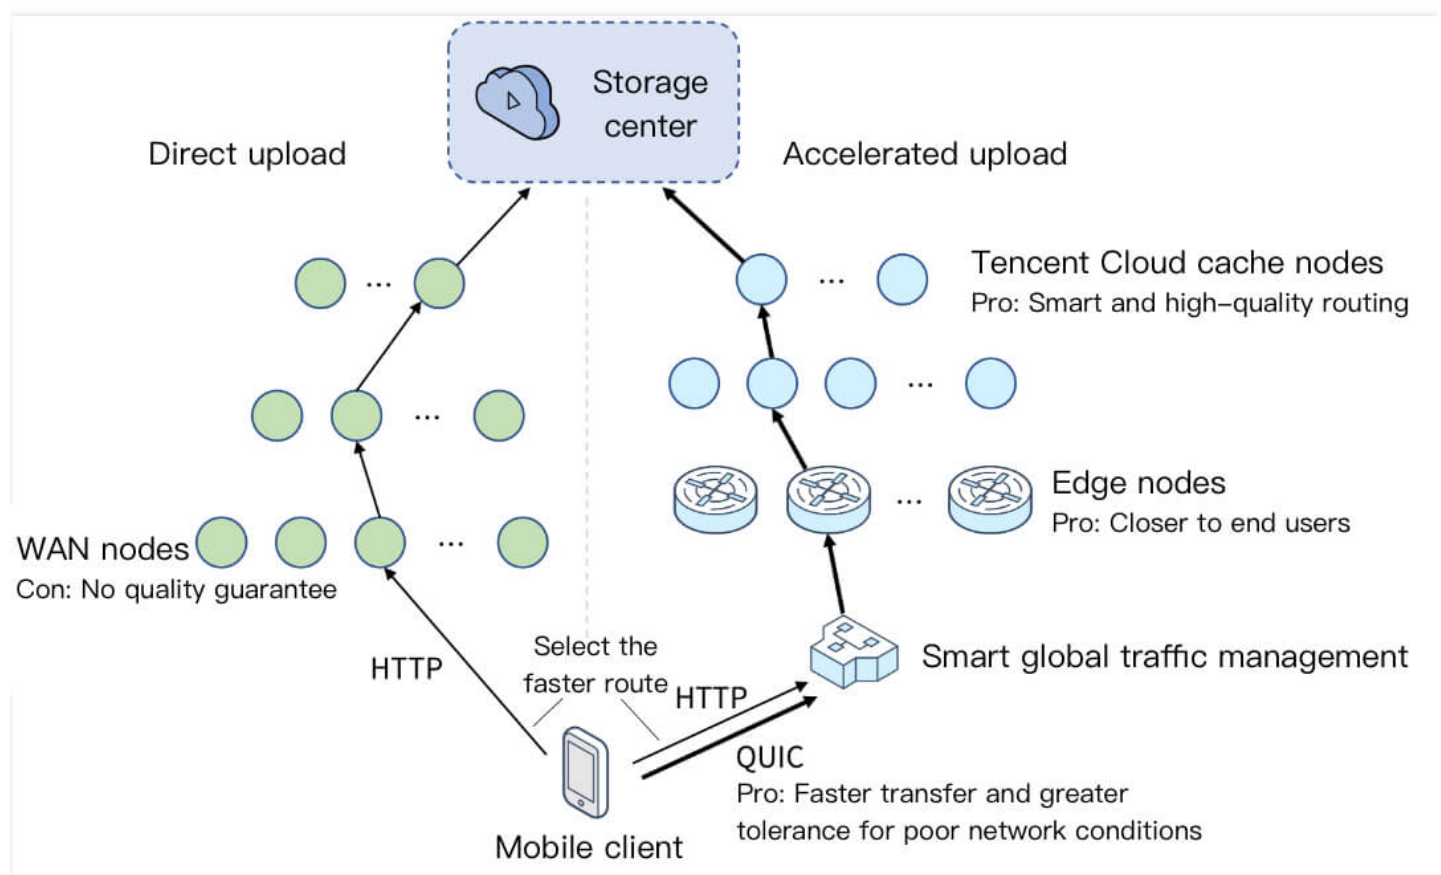 Storage
center
Direct upload
Accelerated upload
...
...
Tencent Cloud cache nodes
Pro: Smart and high-quality routing
...
...
Edge nodes
Pro: Closer to end users
...
WAN nodes
Con: No quality guarantee
...
Select the
faster route
HTTP
HTTP
Smart global traffic management
QUIC
Pro: Faster transfer and greater
tolerance for poor network conditions
Mobile client